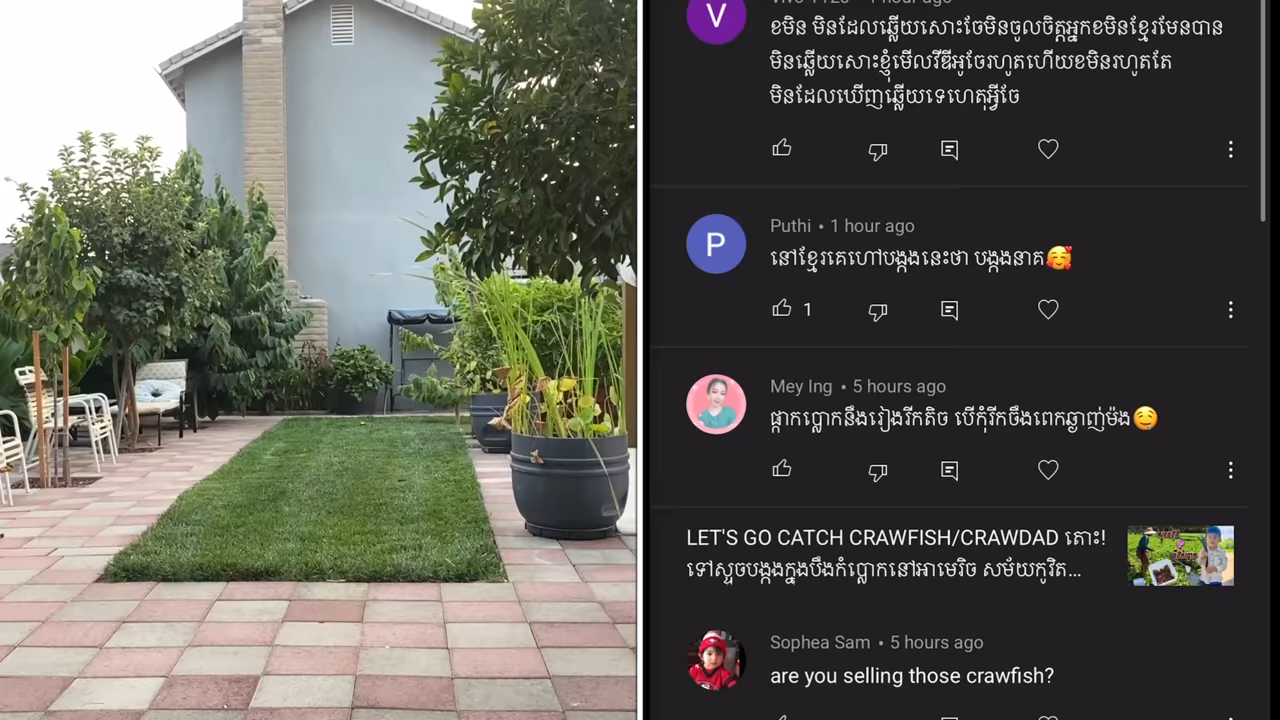 V
ខមិន មិនដែលឆ្លើយសោះចែមិនចូលចិត្តអ្នកខមិនខ្មែរមែនបាន
មិនឆ្លើយសោះខ្ញុំមើលវីឌីអូចែរហូតហើយខមិនរហូតតែ
មិនដែលឃើញឆ្លើយទេហេតុអ្វីចែ
P
Puthi • 1 hour ago
នៅខ្មែរគេហៅបង្កងនេះថា បង្កងនាគ🥰
1
Mey Ing • 5 hours ago
ផ្កាកប្លោកនឹងរៀងរីកតិច បើកុំរីកចឹងពេកឆ្ងាញ់ម៉ង🤤
LET'S GO CATCH CRAWFISH/CRAWDAD តោះ!
ទៅស្ទូចបង្កងក្នុងបឹងកំប្លោកនៅអាមេរិច សម័យកូវិត...
Sophea Sam • 5 hours ago
are you selling those crawfish?